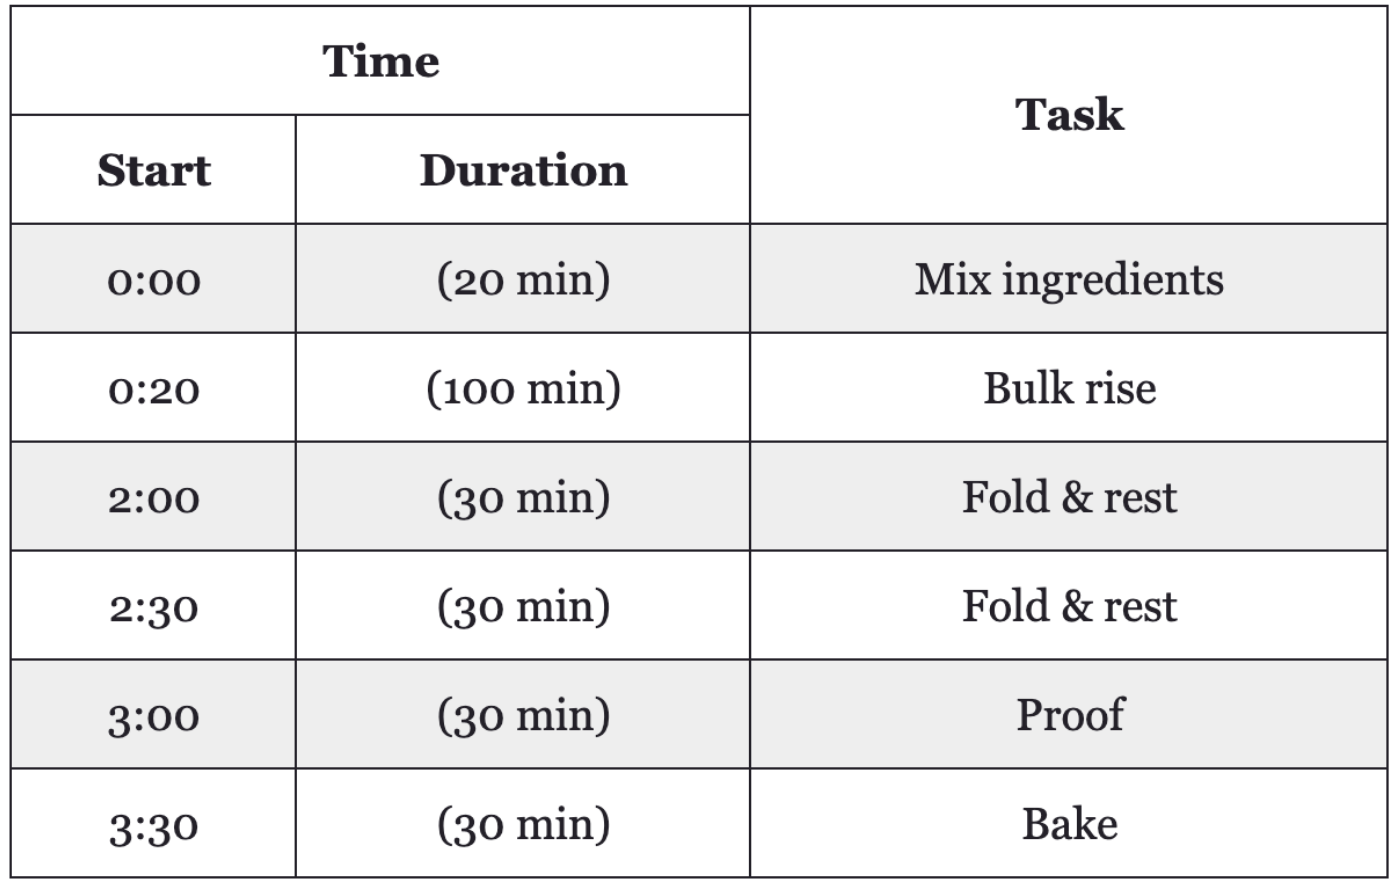 Time Task
Start Duration
0:00 (20 min) Mix ingredients
0:20 (100 min) Bulk rise
2:00 (30 min) Fold & rest
2:30 (30 min) Fold & rest
3:00 (30 min) Proof
3:30 (30 min) Bake